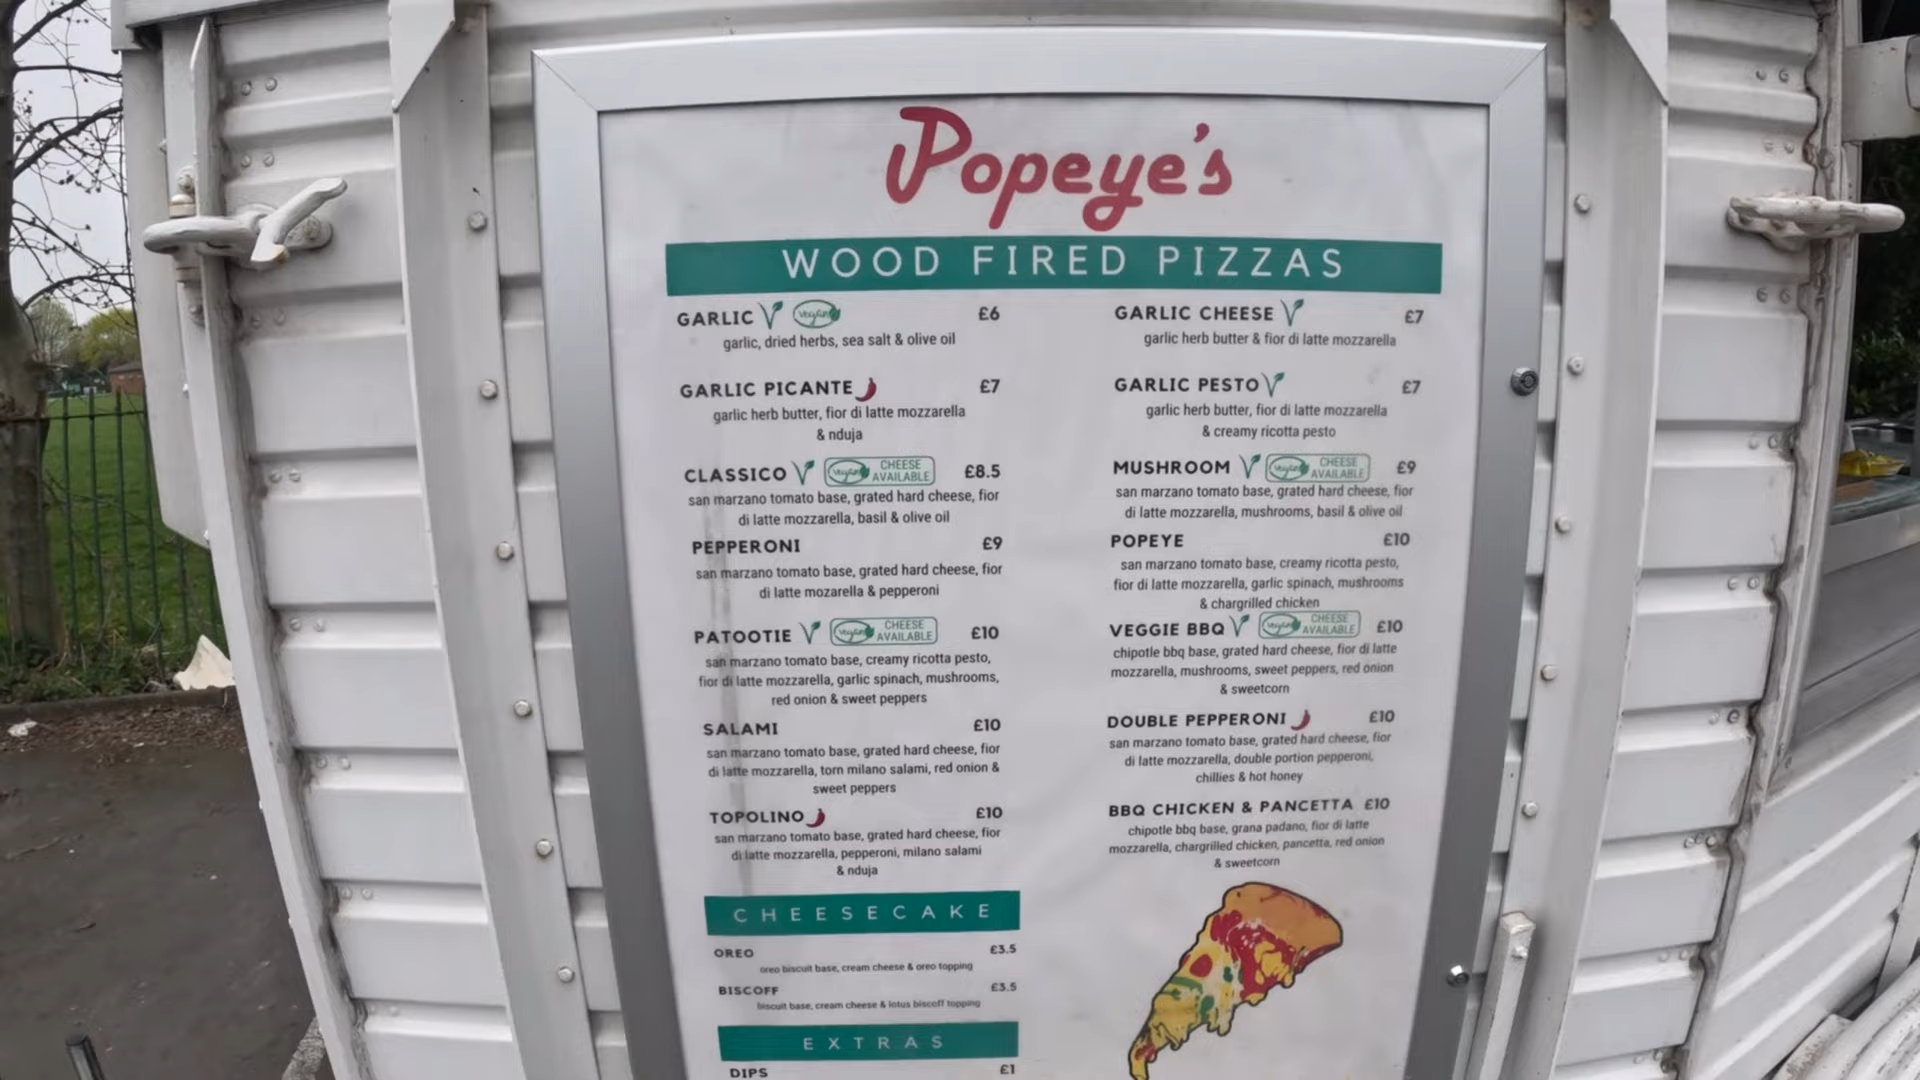 Popeye's
WOOD FIRED PIZZAS
GARLIC V vegan £6
garlic, dried herbs, sea salt & olive oil
GARLIC PICANTE £7
garlic herb butter, fior di latte mozzarella
& nduja
CLASSICO V vegan CHEESE AVAILABLE £8.5
san marzano tomato base, grated hard cheese, fior
di latte mozzarella, basil & olive oil
PEPPERONI £9
san marzano tomato base, grated hard cheese, fior
di latte mozarella & pepperoni
PATOOTIE V vegan CHEESE AVAILABLE £10
san marzano tomato base, creamy ricotta pesto,
fior di latte mozzarella, garlic spinach, mushrooms,
red onion & sweet peppers
SALAMI £10
san marzano tomato base, grated hard cheese, fior
di latte mozzarella, torn milano salami, red onion &
sweet peppers
TOPOLINO £10
san marzano tomato base, grated hard cheese, fior
di latte mozzarella, pepperoni, milano salami
& nduja
CHEESECAKE
OREO £3.5
oreo biscuit base, cream cheese & oreo topping
BISCOFF £3.5
biscuit base, cream cheese & lotus biscoff topping
EXTRAS
DIPS £1
GARLIC CHEESE V £7
garlic herb butter & fior di latte mozzarella
GARLIC PESTO V £7
garlic herb butter, fior di latte mozzarella
& creamy ricotta pesto
MUSHROOM V vegan CHEESE AVAILABLE £9
san marzano tomato base, grated hard cheese, fior
di latte mozzarella, mushrooms, basil & olive oil
POPEYE £10
san marzano tomato base, creamy ricotta pesto,
fior di latte mozzarella, garlic spinach, mushrooms
& chargrilled chicken
VEGGIE BBQ V vegan CHEESE AVAILABLE £10
chipotle bbq base, grated hard cheese, fior di latte
mozzarella, mushrooms, sweet peppers, red onion
& sweetcorn
DOUBLE PEPPERONI £10
san marzano tomato base, grated hard cheese, fior
di latte mozzarella, double portion pepperoni,
chillies & hot honey
BBQ CHICKEN & PANCETTA £10
chipotle bbq base, grana padano, fior di latte
mozzarella, chargrilled chicken, pancetta, red onion
& sweetcorn